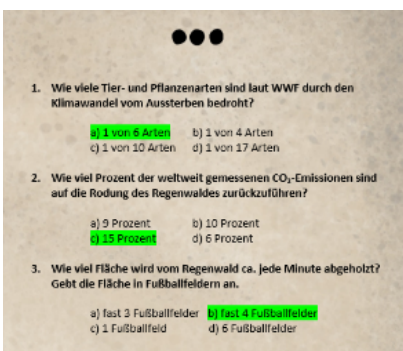 1. Wie viele Tier- und Pflanzenarten sind laut WWF durch den
Klimawandel vom Aussterben bedroht?
a) 1 von 6 Arten b) 1 von 4 Arten
c) 1 von 10 Arten d) 1 von 17 Arten
2. Wie viel Prozent der weltweit gemessenen CO₂-Emissionen sind
auf die Rodung des Regenwaldes zurückzuführen?
a) 9 Prozent b) 10 Prozent
c) 15 Prozent d) 6 Prozent
3. Wie viel Fläche wird vom Regenwald ca. jede Minute abgeholzt?
Gebt die Fläche in Fußballfeldern an.
a) fast 3 Fußballfelder b) fast 4 Fußballfelder
c) 1 Fußballfeld d) 6 Fußballfelder